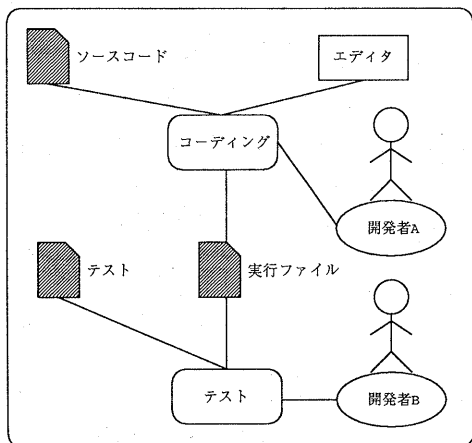 ソースコード
エディタ
コーディング
開発者A
テスト
実行ファイル
テスト
開発者B